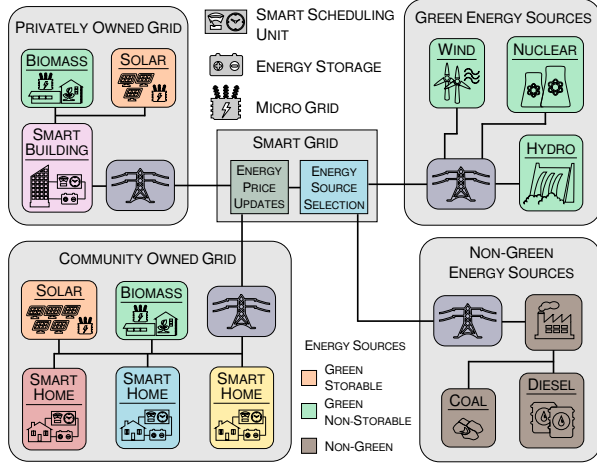 PRIVATELY OWNED GRID
BIOMASS
SOLAR
SMART
BUILDING
SMART SCHEDULING
UNIT
ENERGY STORAGE
MICRO GRID
SMART GRID
ENERGY
PRICE
UPDATES
ENERGY
SOURCE
SELECTION
GREEN ENERGY SOURCES
WIND
NUCLEAR
HYDRO
COMMUNITY OWNED GRID
SOLAR
BIOMASS
SMART
HOME
SMART
HOME
SMART
HOME
ENERGY SOURCES
GREEN
STORABLE
GREEN
NON-STORABLE
NON-GREEN
NON-GREEN
ENERGY SOURCES
COAL
DIESEL